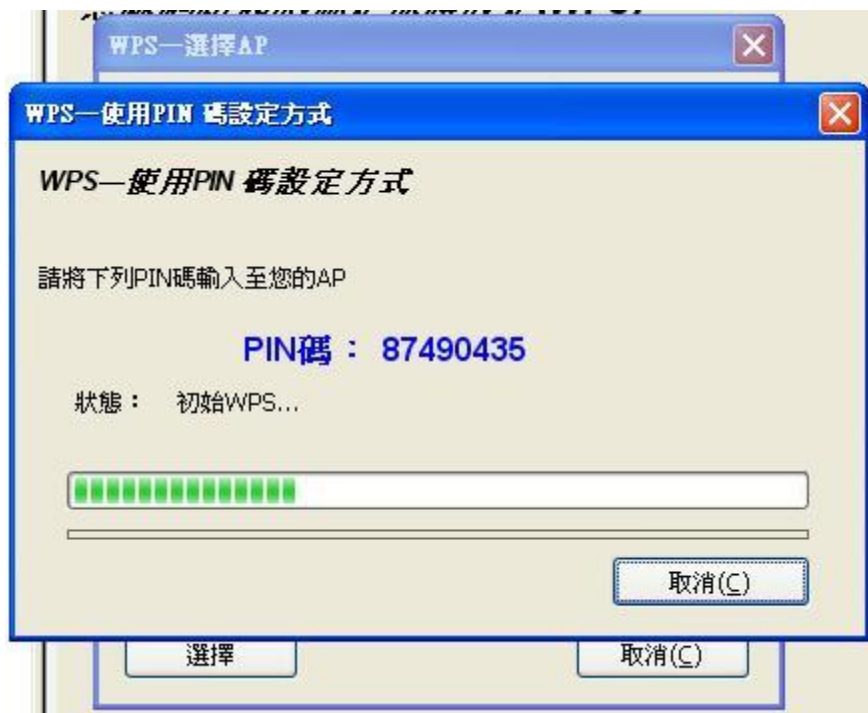 WPS—選擇AP
WPS—使用PIN 碼設定方式
WPS—使用PIN 碼設定方式
請將下列PIN碼輸入至您的AP
PIN碼： 87490435
狀態： 初始WPS...
取消(C)
選擇 取消(C)